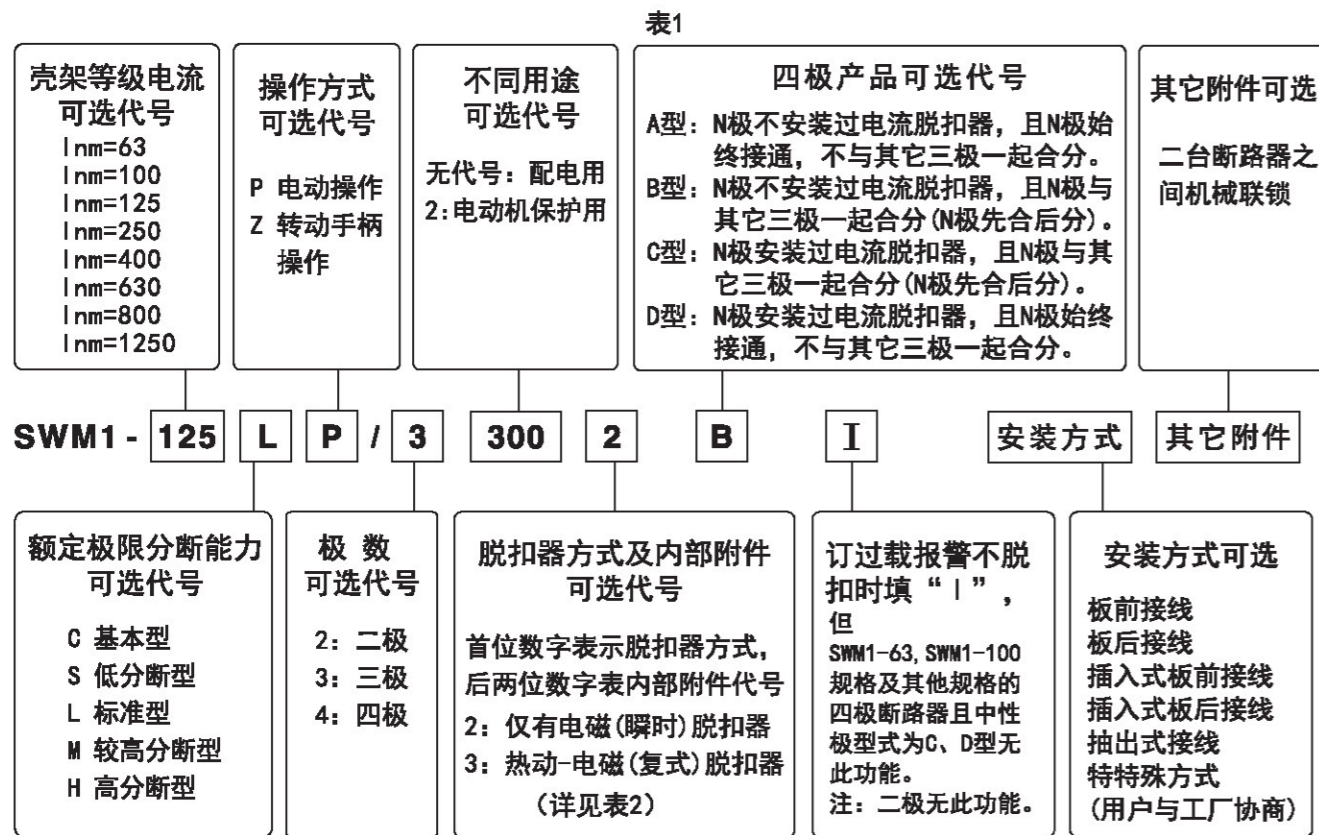 表1
壳架等级电流
可选代号
Inm=63
Inm=100
Inm=125
Inm=250
Inm=400
Inm=630
Inm=800
Inm=1250
操作方式
可选代号
P 电动操作
Z 转动手柄
操作
不同用途
可选代号
无代号：配电用
2:电动机保护用
四极产品可选代号
A型：N极不安装过电流脱扣器，且N极始
终接通，不与其它三极一起合分。
B型：N极不安装过电流脱扣器，且N极与
其它三极一起合分(N极先合后分)。
C型：N极安装过电流脱扣器，且N极与其
它三极一起合分(N极先合后分)。
D型：N极安装过电流脱扣器，且N极始终
接通，不与其它三极一起合分。
其它附件可选
二台断路器之
间机械联锁
SWM1-125 L P / 3 300 2 B I 安装方式 其它附件
额定极限分断能力
可选代号
C 基本型
S 低分断型
L 标准型
M 较高分断型
H 高分断型
极 数
可选代号
2：二极
3：三极
4：四极
脱扣器方式及内部附件
可选代号
首位数字表示脱扣器方式，
后两位数字表内部附件代号
2：仅有电磁(瞬时)脱扣器
3：热动-电磁(复式)脱扣器
（详见表2）
订过载报警不脱
扣时填“I”，
但
SWM1-63,SWM1-100
规格及其他规格的
四极断路器且中性
极型式为C、D型无
此功能。
注：二极无此功能。
安装方式可选
板前接线
板后接线
插入式板前接线
插入式板后接线
抽出式接线
特特殊方式
(用户与工厂协商)